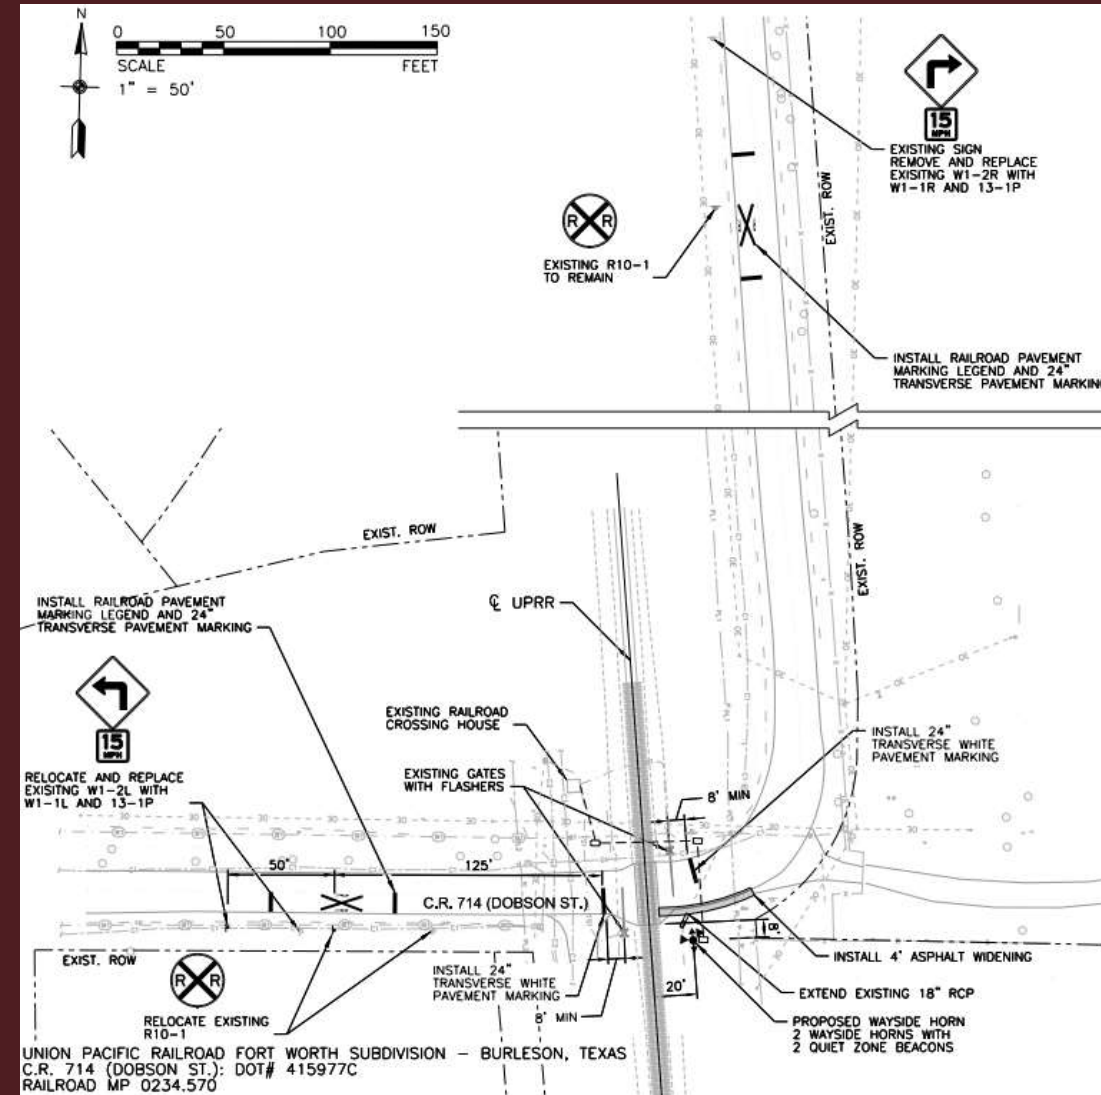 N
0 50 100 150
SCALE FEET
1" = 50'
15
MPH
EXISTING SIGN
REMOVE AND REPLACE
EXISITNG W1-2R WITH
W1-1R AND 13-1P
EXIST. ROW
R R
EXISTING R10-1
TO REMAIN
INSTALL RAILROAD PAVEMENT
MARKING LEGEND AND 24"
TRANSVERSE PAVEMENT MARKING
EXIST. ROW
EXIST. ROW
INSTALL RAILROAD PAVEMENT
MARKING LEGEND AND 24"
TRANSVERSE PAVEMENT MARKING
℄ UPRR
15
MPH
RELOCATE AND REPLACE
EXISITNG W1-2L WITH
W1-1L AND 13-1P
EXISTING RAILROAD
CROSSING HOUSE
EXISTING GATES
WITH FLASHERS
INSTALL 24"
TRANSVERSE WHITE
PAVEMENT MARKING
8' MIN
50' 125'
C.R. 714 (DOBSON ST.)
8'
INSTALL 4' ASPHALT WIDENING
EXIST. ROW
R R
RELOCATE EXISTING
R10-1
INSTALL 24"
TRANSVERSE WHITE
PAVEMENT MARKING
8' MIN
20'
EXTEND EXISTING 18" RCP
PROPOSED WAYSIDE HORN
2 WAYSIDE HORNS WITH
2 QUIET ZONE BEACONS
UNION PACIFIC RAILROAD FORT WORTH SUBDIVISION - BURLESON, TEXAS
C.R. 714 (DOBSON ST.): DOT# 415977C
RAILROAD MP 0234.570